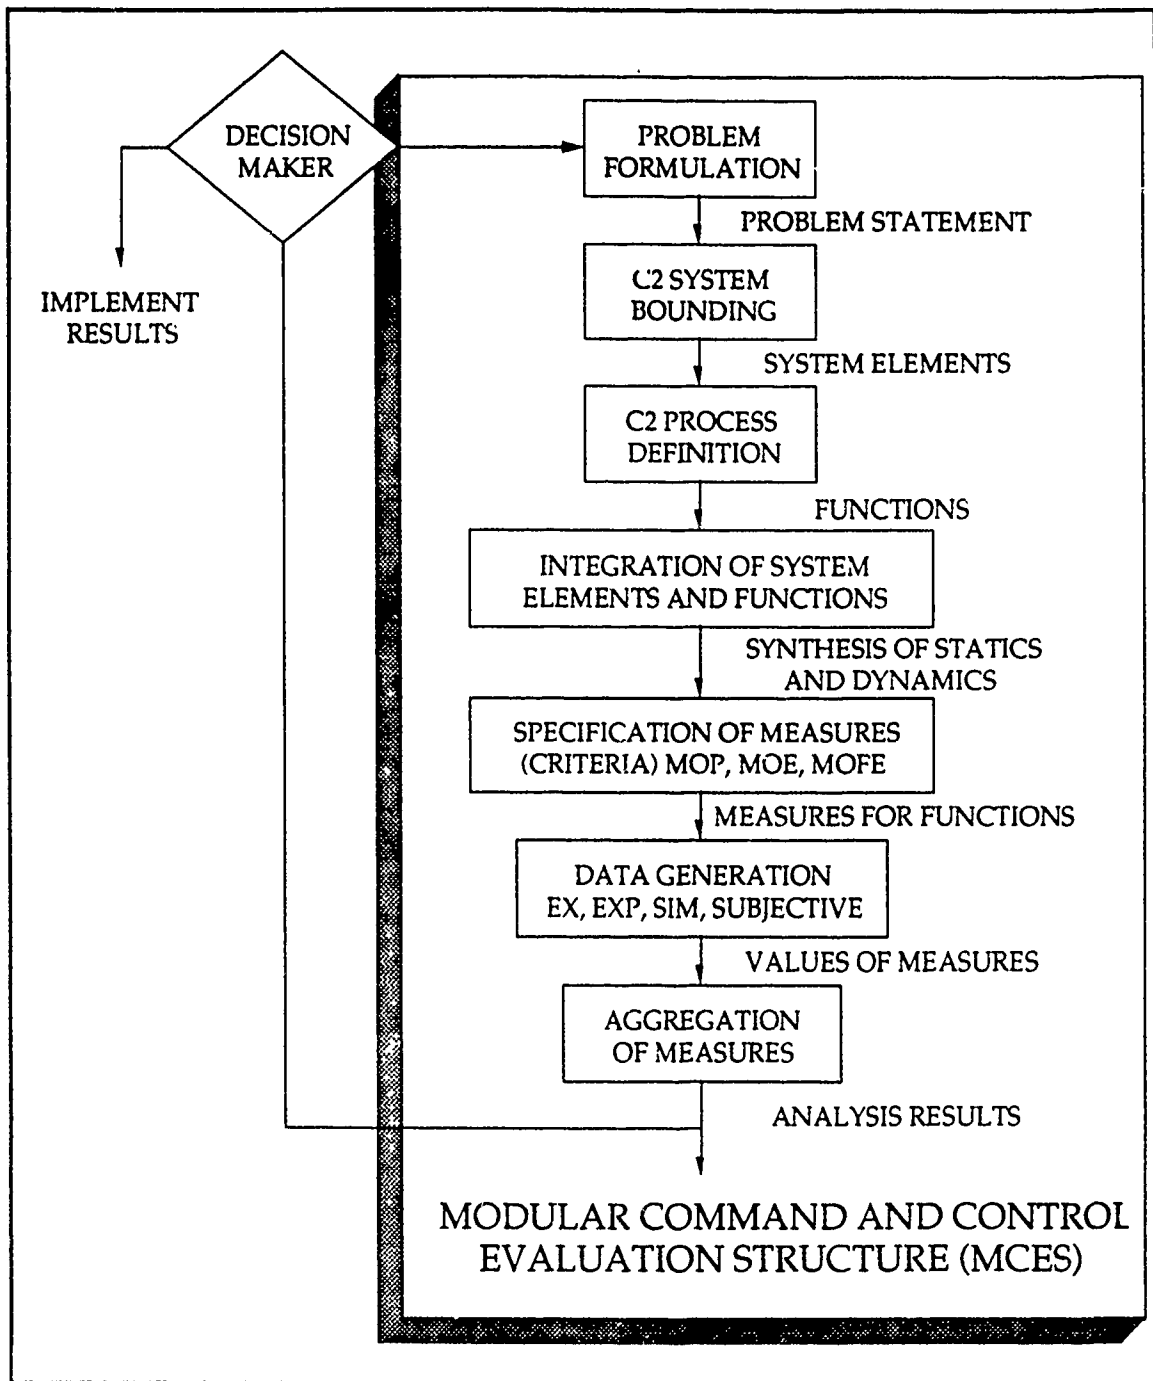 DECISION
MAKER
PROBLEM
FORMULATION
PROBLEM STATEMENT
IMPLEMENT
RESULTS
C2 SYSTEM
BOUNDING
SYSTEM ELEMENTS
C2 PROCESS
DEFINITION
FUNCTIONS
INTEGRATION OF SYSTEM
ELEMENTS AND FUNCTIONS
SYNTHESIS OF STATICS
AND DYNAMICS
SPECIFICATION OF MEASURES
(CRITERIA) MOP, MOE, MOFE
MEASURES FOR FUNCTIONS
DATA GENERATION
EX, EXP, SIM, SUBJECTIVE
VALUES OF MEASURES
AGGREGATION
OF MEASURES
ANALYSIS RESULTS
MODULAR COMMAND AND CONTROL
EVALUATION STRUCTURE (MCES)